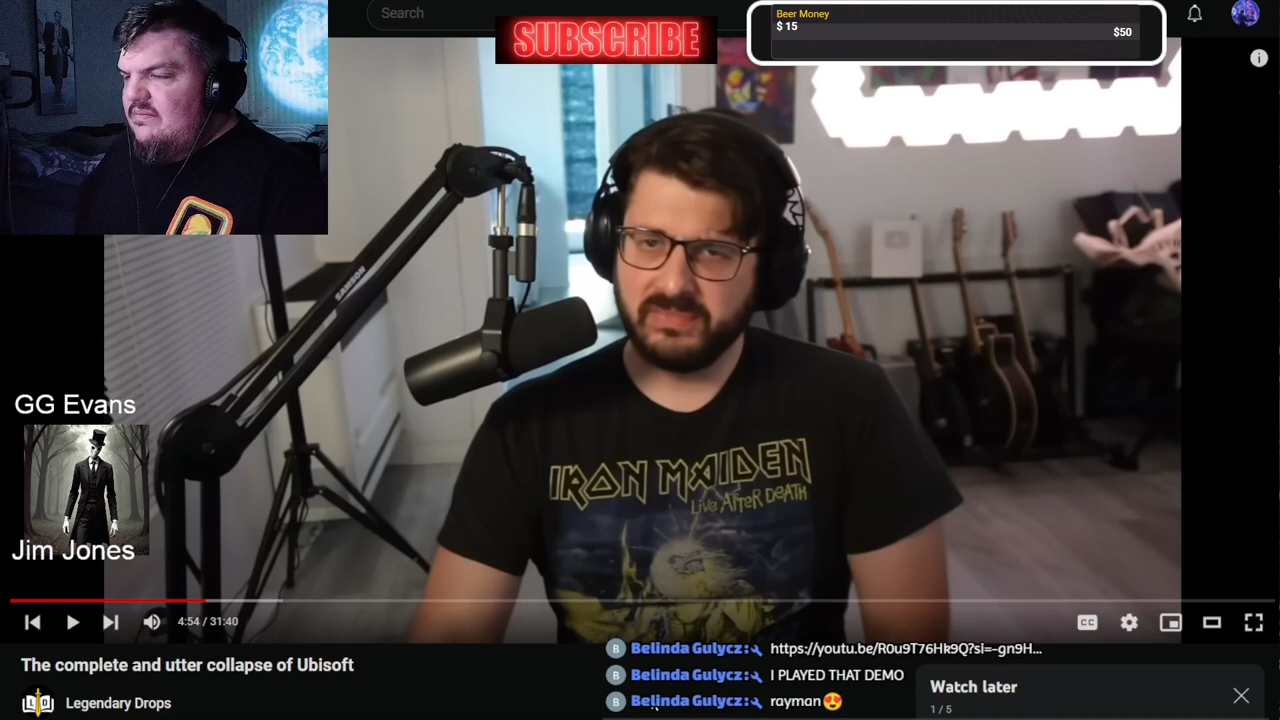 Search
SUBSCRIBE
Beer Money
$ 15
$50
SAMSON
IRON MAIDEN
LIVE AFTER DEATH
GG Evans
Jim Jones
4:54 / 31:40
CC
The complete and utter collapse of Ubisoft
Legendary Drops
B Belinda Gulycz: https://youtu.be/R0u9T76Hk9Q?si=-gn9H...
B Belinda Gulycz: I PLAYED THAT DEMO
B Belinda Gulycz: rayman😍
Watch later
1 / 5